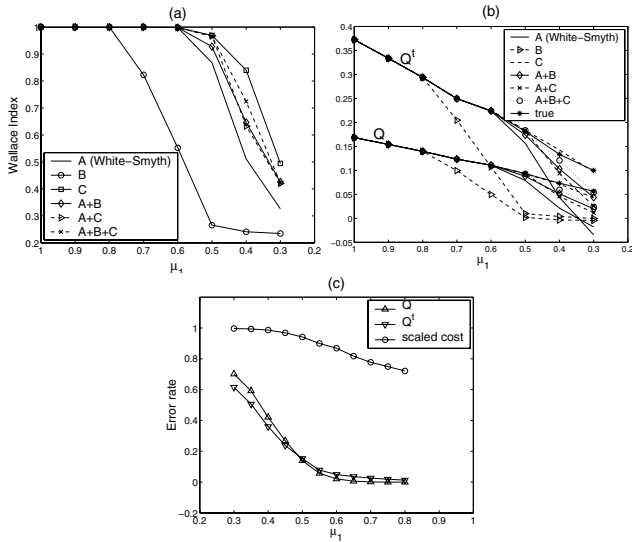 (a)
1
0.9
0.8
0.7
0.6
0.5
0.4
0.3
0.2
Wallace Index
A (White−Smyth)
B
C
A+B
A+C
A+B+C
1 0.9 0.8 0.7 0.6 0.5 0.4 0.3 0.2
μ1
(b)
0.4
0.35
0.3
0.25
0.2
0.15
0.1
0.05
0
−0.05
Qt
Q
A (White−Smyth)
B
C
A+B
A+C
A+B+C
true
1 0.9 0.8 0.7 0.6 0.5 0.4 0.3 0.2
μ1
(c)
1
0.8
0.6
0.4
0.2
0
−0.2
Error rate
Q
Qt
scaled cost
0.2 0.3 0.4 0.5 0.6 0.7 0.8 0.9 1
μ1